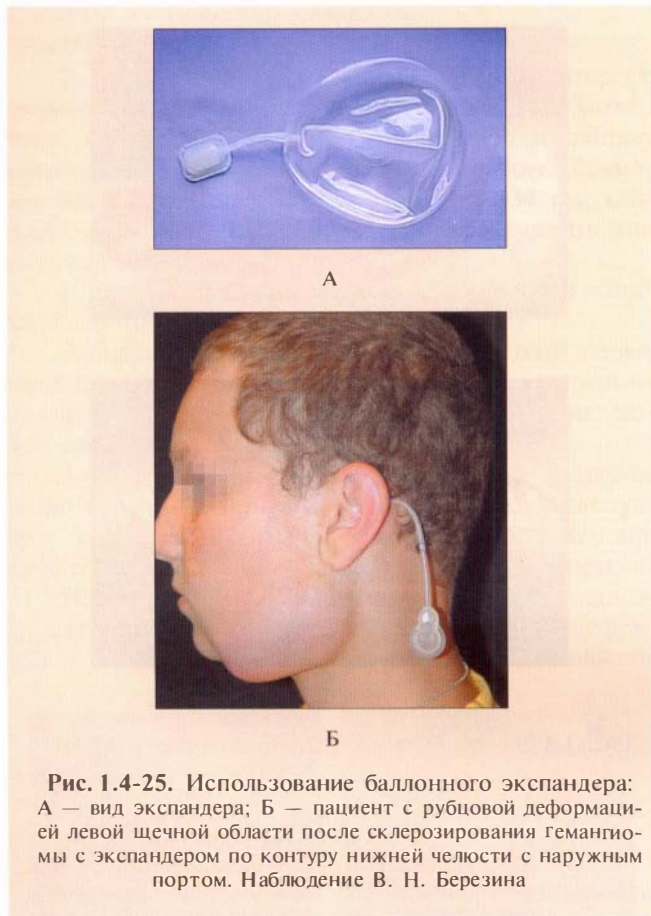 А
Б
Рис. 1.4-25. Использование баллонного экспандера:
А — вид экспандера; Б — пациент с рубцовой деформаци-
ей левой щечной области после склерозирования гемангио-
мы с экспандером по контуру нижней челюсти с наружным
портом. Наблюдение В. Н. Березина